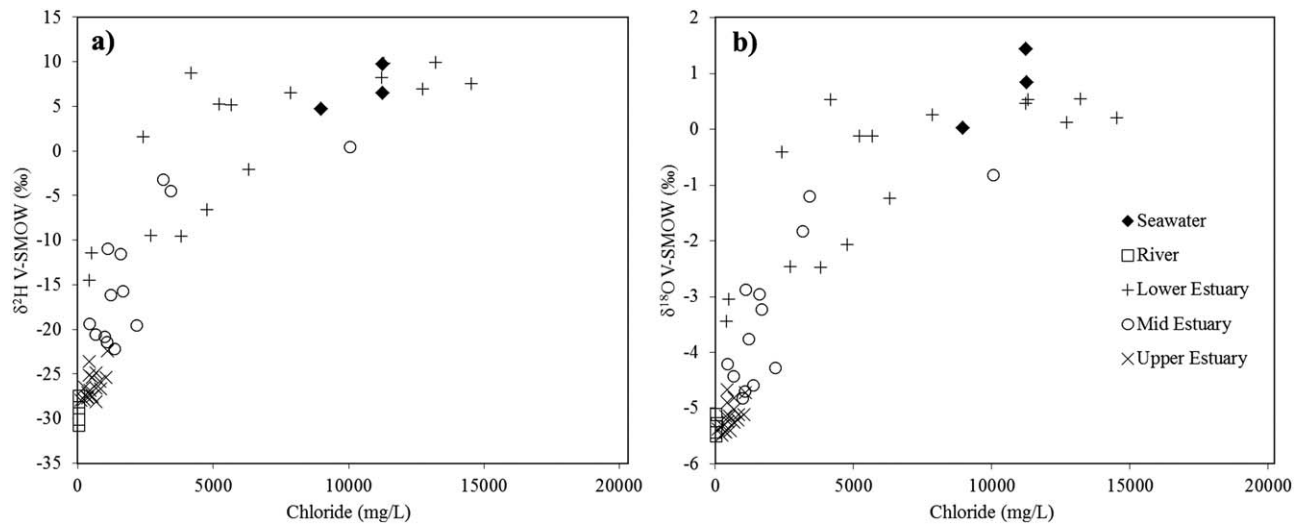 a)
15
10
5
0
-5
-10
-15
-20
-25
-30
-35
δ²H V-SMOW (‰)
0 5000 10000 15000 20000
Chloride (mg/L)
b)
2
1
0
-1
-2
-3
-4
-5
-6
δ¹⁸O V-SMOW (‰)
Seawater
River
Lower Estuary
Mid Estuary
Upper Estuary
0 5000 10000 15000 20000
Chloride (mg/L)